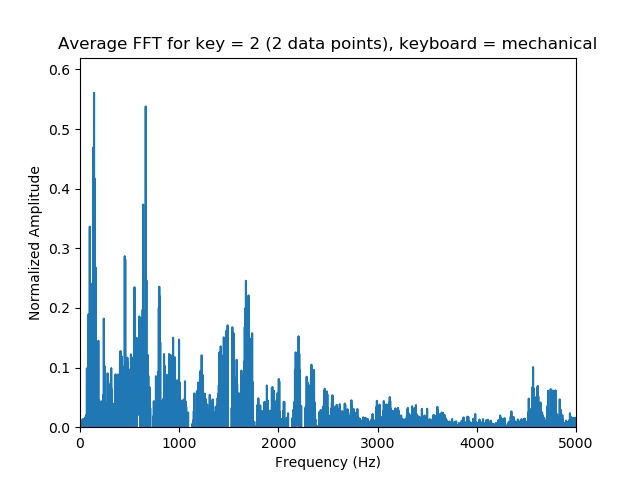 Average FFT for key = 2 (2 data points), keyboard = mechanical
0.6
0.5
0.4
0.3
0.2
0.1
0.0
Normalized Amplitude
0 1000 2000 3000 4000 5000
Frequency (Hz)